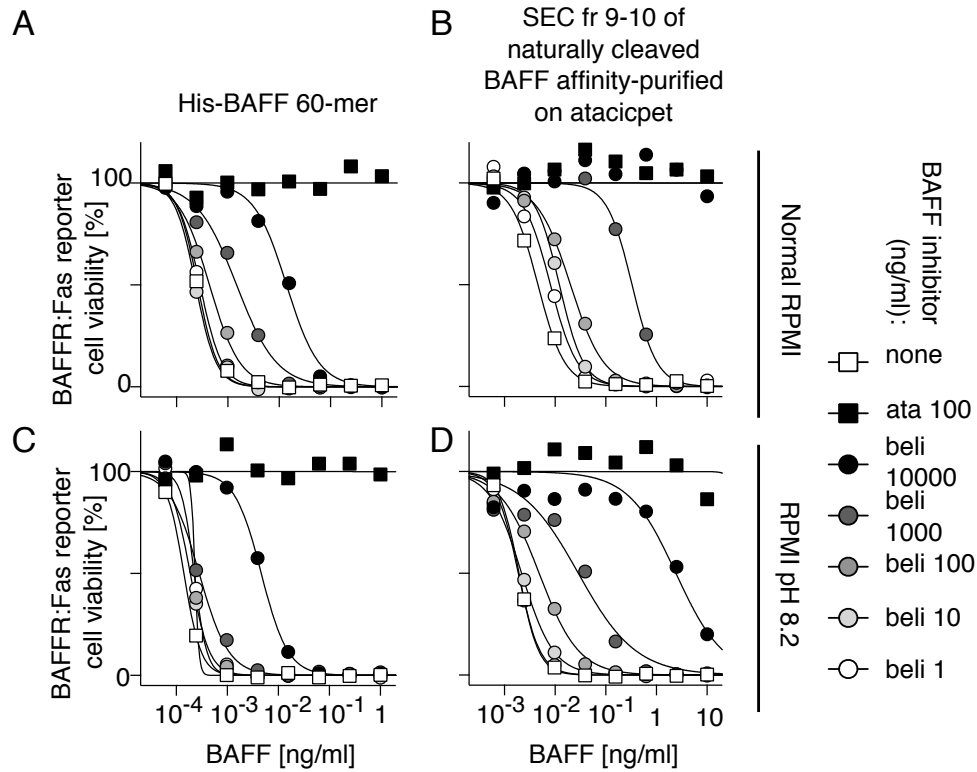 A
His-BAFF 60-mer
B
SEC fr 9-10 of
naturally cleaved
BAFF affinity-purified
on atacicpet
BAFFR:Fas reporter
cell viability [%]
100
0
Normal RPMI
C
BAFFR:Fas reporter
cell viability [%]
100
0
D
RPMI pH 8.2
10-4
10-3
10-2
10-1
1
BAFF [ng/ml]
10-3
10-2
10-1
1
10
BAFF [ng/ml]
BAFF inhibitor
(ng/ml):
none
ata 100
beli
10000
beli
1000
beli 100
beli 10
beli 1